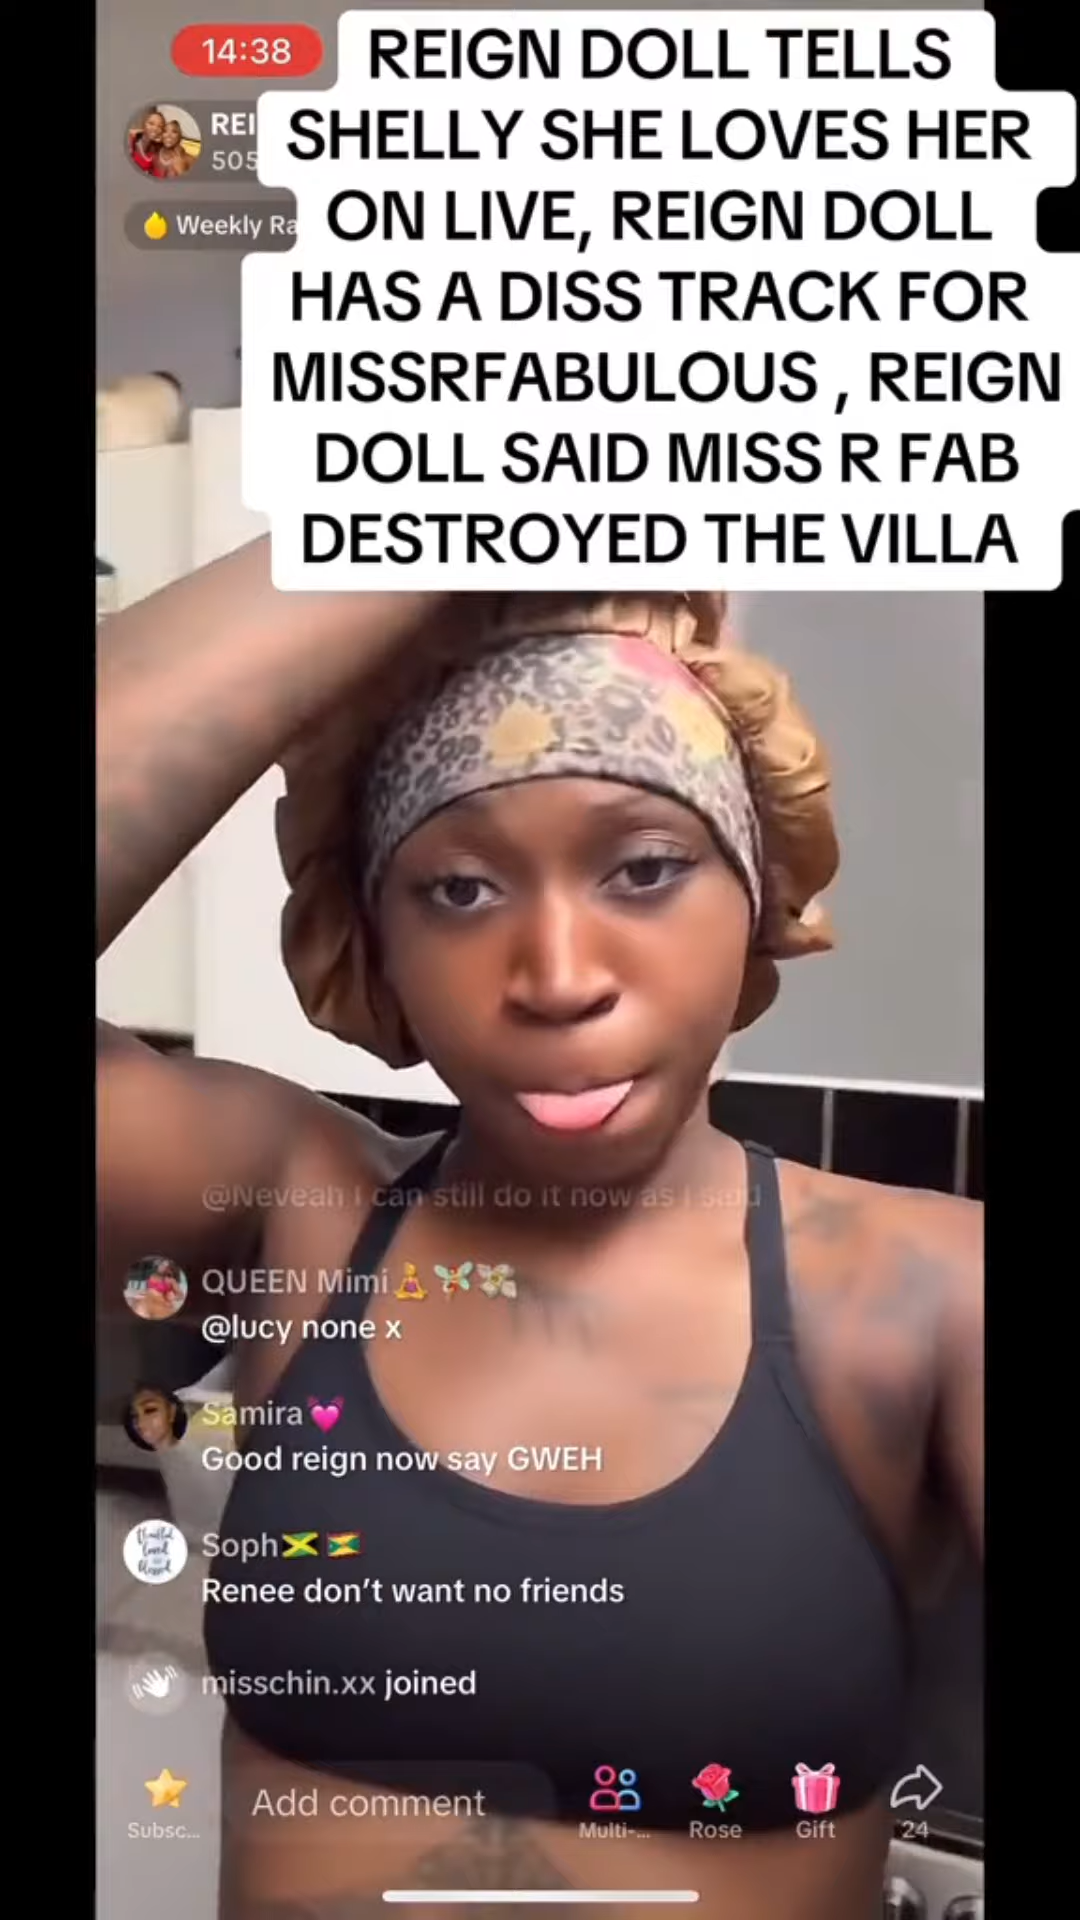 14:38
REIGN DOLL TELLS
SHELLY SHE LOVES HER
ON LIVE, REIGN DOLL
HAS A DISS TRACK FOR
MISSRFABULOUS , REIGN
DOLL SAID MISS R FAB
DESTROYED THE VILLA
REI
505
Weekly Ra
@Neveah I can still do it now as I said
QUEEN Mimi🧘🧚💸
@lucy none x
Samira💓
Good reign now say GWEH
Soph🇯🇲🇬🇩
Renee don't want no friends
misschin.xx joined
Subsc...
Add comment
Multi-...
Rose
Gift
24